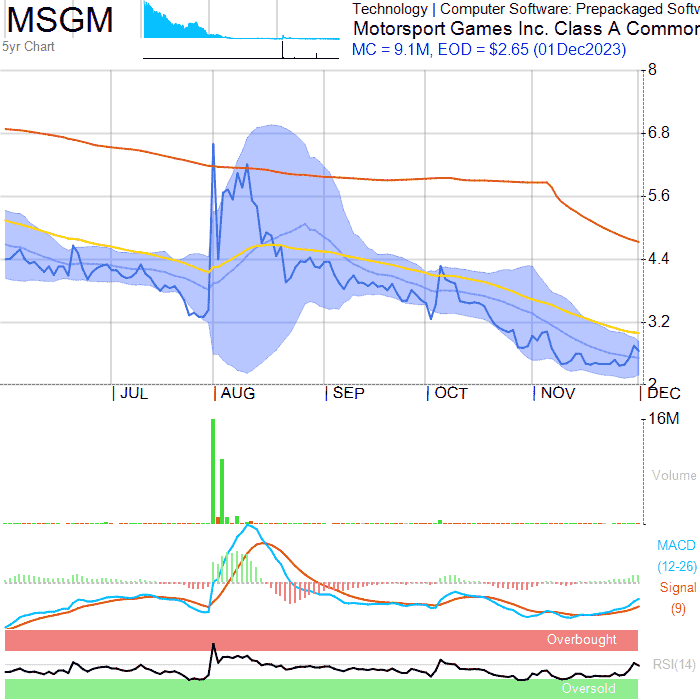 MSGM
5yr Chart
Technology | Computer Software: Prepackaged Softw
Motorsport Games Inc. Class A Common
MC = 9.1M, EOD = $2.65 (01Dec2023)
8
6.8
5.6
4.4
3.2
2
JUL AUG SEP OCT NOV DEC
16M
Volume
MACD
(12-26)
Signal
(9)
Overbought
RSI(14)
Oversold